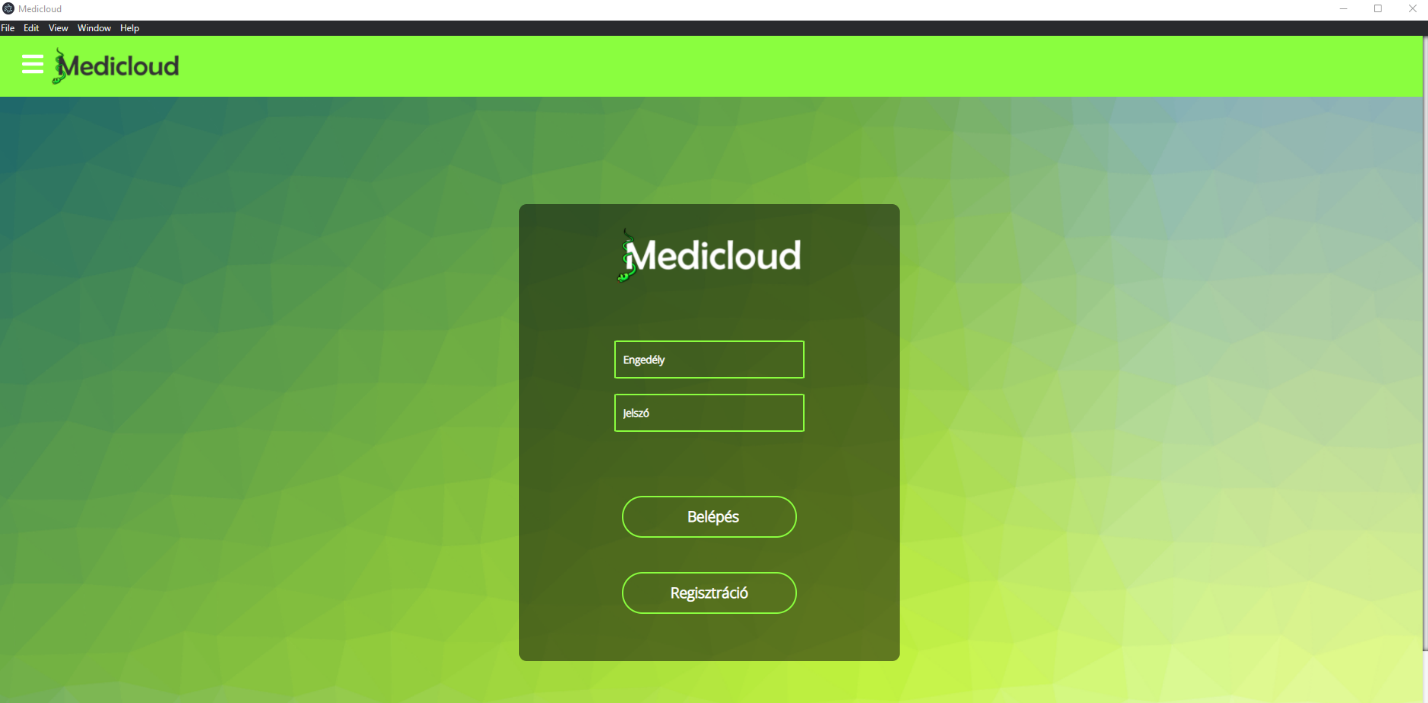 Medicloud
File Edit View Window Help
Medicloud
Medicloud
Engedély
Jelszó
Belépés
Regisztráció